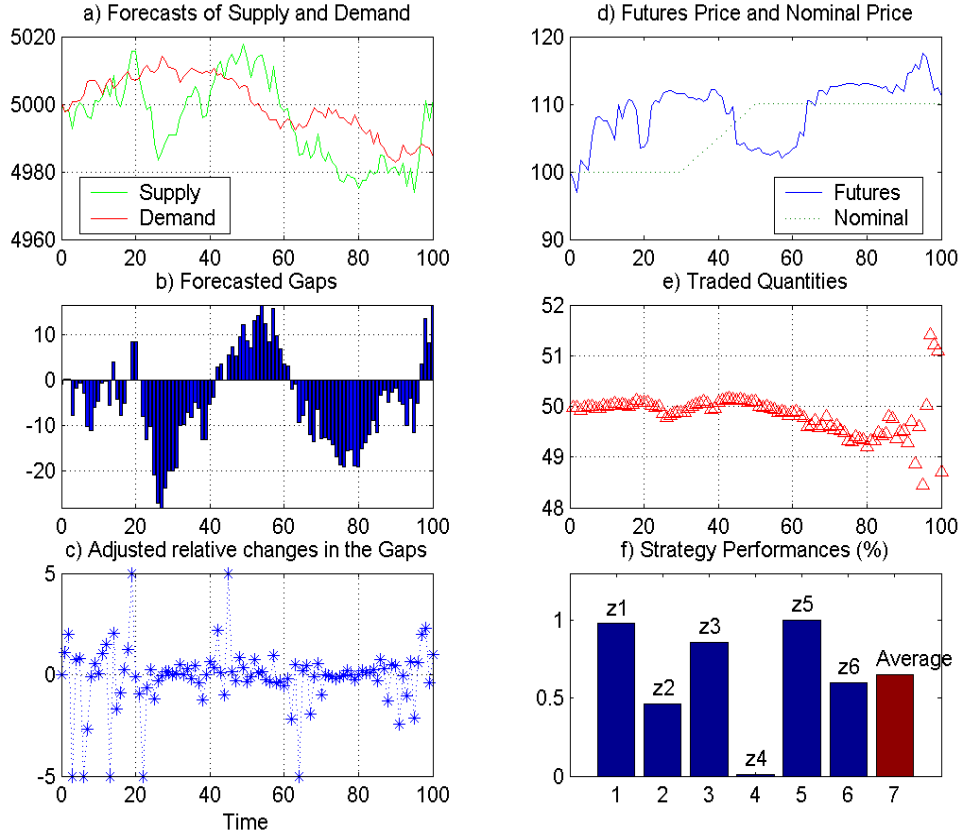 a) Forecasts of Supply and Demand
5020
5000
4980
4960
Supply
Demand
0 20 40 60 80 100
b) Forecasted Gaps
10
0
-10
-20
0 20 40 60 80 100
c) Adjusted relative changes in the Gaps
5
0
-5
0 20 40 60 80 100
Time
d) Futures Price and Nominal Price
120
110
100
90
Futures
Nominal
0 20 40 60 80 100
e) Traded Quantities
52
51
50
49
48
0 20 40 60 80 100
f) Strategy Performances (%)
1
0.5
0
z1
z2
z3
z4
z5
z6
Average
1 2 3 4 5 6 7